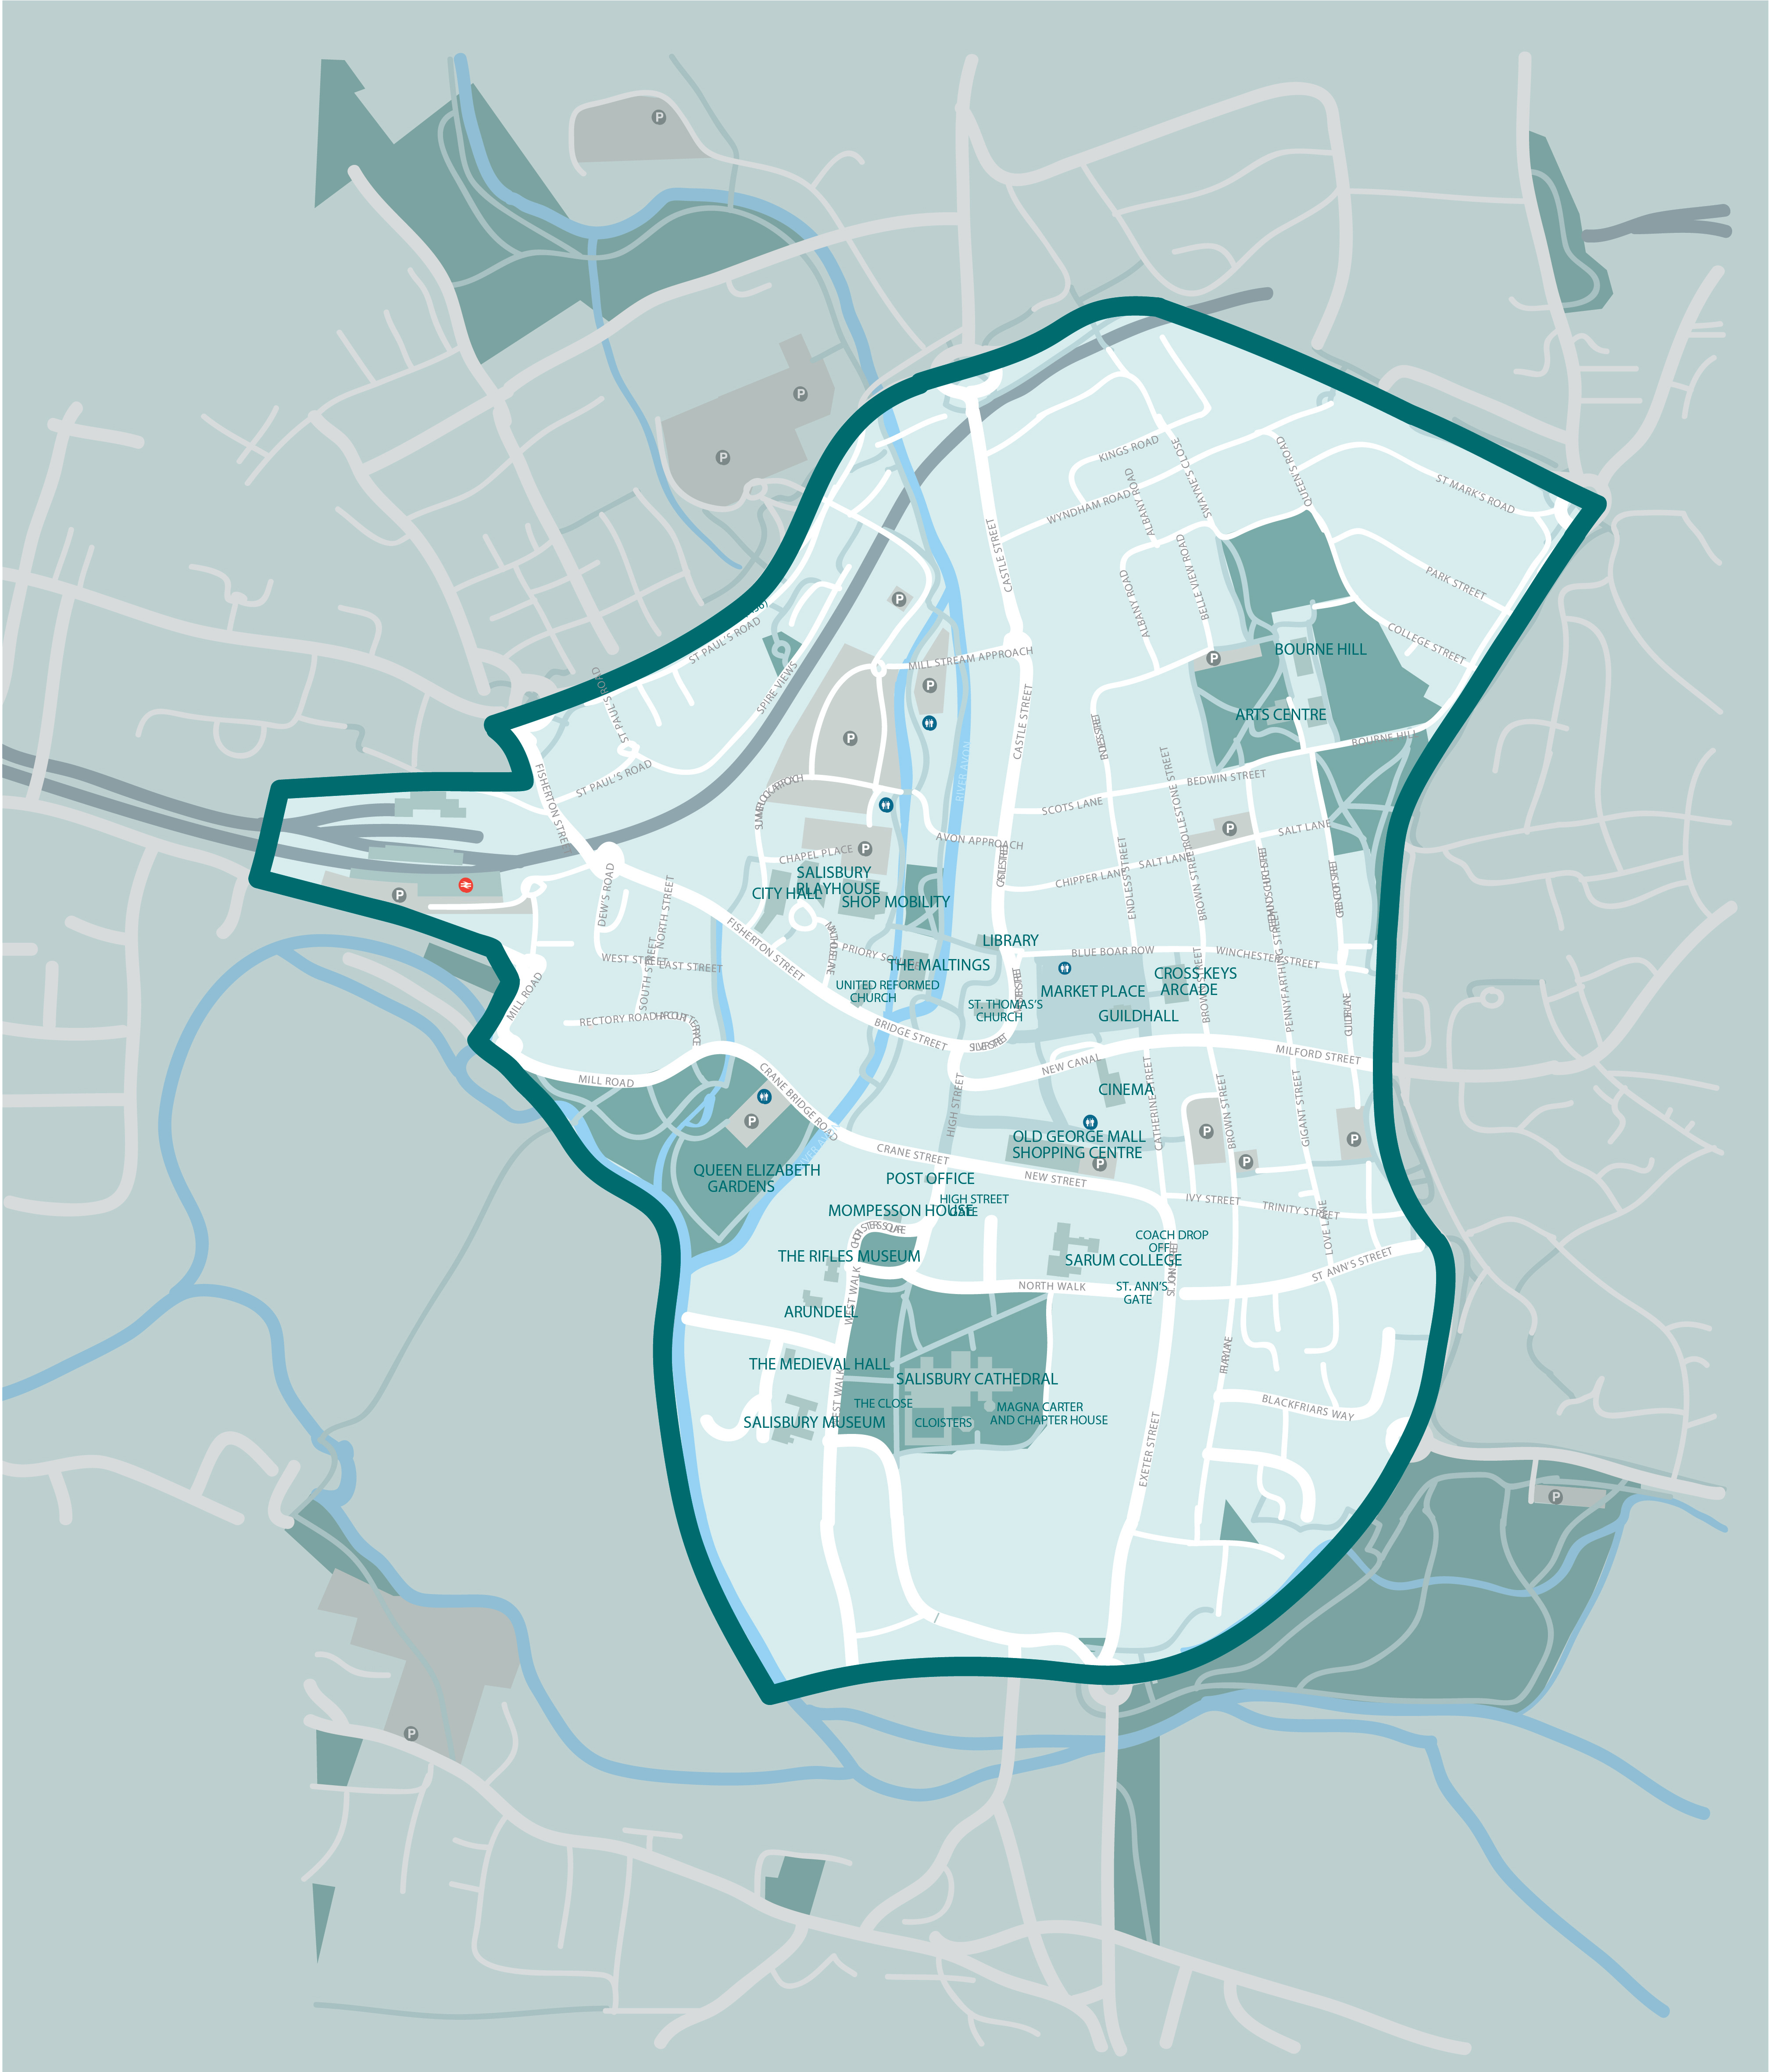 KINGS ROAD
SWAYNE'S CLOSE
QUEEN'S ROAD
ALBANY ROAD
WYNDHAM ROAD
ST MARK'S ROAD
CASTLE STREET
BELLE VIEW ROAD
ALBANY ROAD
PARK STREET
COLLEGE STREET
ST PAUL'S ROAD
ST PAUL'S ROAD
MILL STREAM APPROACH
SPIRE VIEWS
BOURNE HILL
ARTS CENTRE
CASTLE STREET
BOURNE HILL
RIVER AVON
ST PAUL'S ROAD
BEDWIN STREET
ROLLESTONE STREET
SCOTS LANE
FISHERTON STRE
SALT LANE
AVON APPROACH
CHAPEL PLACE
SALT LANE
CHIPPER LANE
SALISBURY
PLAYHOUSE
CITY HALL
SHOP MOBILITY
DEW'S ROAD
NORTH STREET
ENDLESS STREET
BROWN STREET
FISHERTON STREET
LIBRARY
PRIORY SQ
BLUE BOAR ROW
WINCHESTER STREET
WEST STREET
EAST STREET
SOUTH STREET
THE MALTINGS
CROSS KEYS
ARCADE
UNITED REFORMED
CHURCH
MARKET PLACE
ST. THOMAS'S
CHURCH
GUILDHALL
PENNYFARTHING STREET
MILL ROAD
RECTORY ROAD
BRIDGE STREET
NEW CANAL
MILFORD STREET
MILL ROAD
CRANE BRIDGE ROAD
CINEMA
HIGH STREET
CATHERINE STREET
BROWN STREET
GIGANT STREET
OLD GEORGE MALL
SHOPPING CENTRE
CRANE STREET
QUEEN ELIZABETH
GARDENS
POST OFFICE
NEW STREET
HIGH STREET
GATE
MOMPESSON HOUSE
IVY STREET
TRINITY STREET
LOVE LANE
COACH DROP
OFF
THE RIFLES MUSEUM
SARUM COLLEGE
ST ANN'S STREET
NORTH WALK
ST. ANN'S
GATE
WEST WALK
ARUNDELL
THE MEDIEVAL HALL
SALISBURY CATHEDRAL
THE CLOSE
MAGNA CARTER
AND CHAPTER HOUSE
CLOISTERS
SALISBURY MUSEUM
WEST WALK
BLACKFRIARS WAY
EXETER STREET